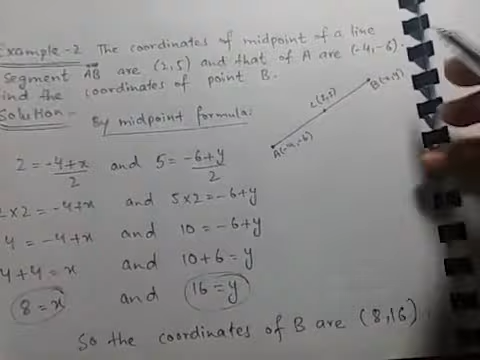 Example-2 The coordinates of midpoint of a line
Segment AB are (2,5) and that of A are (-4,-6).
Find the coordinates of point B.
Solution- By midpoint formula:
C(2,5)
B(x,y)
A(-4,-6)
2 = -4+x/2 and 5 = -6+y/2
2×2 = -4+x and 5×2 = -6+y
4 = -4+x and 10 = -6+y
4+4 = x and 10+6 = y
8 = x and 16 = y
So the coordinates of B are (8,16).